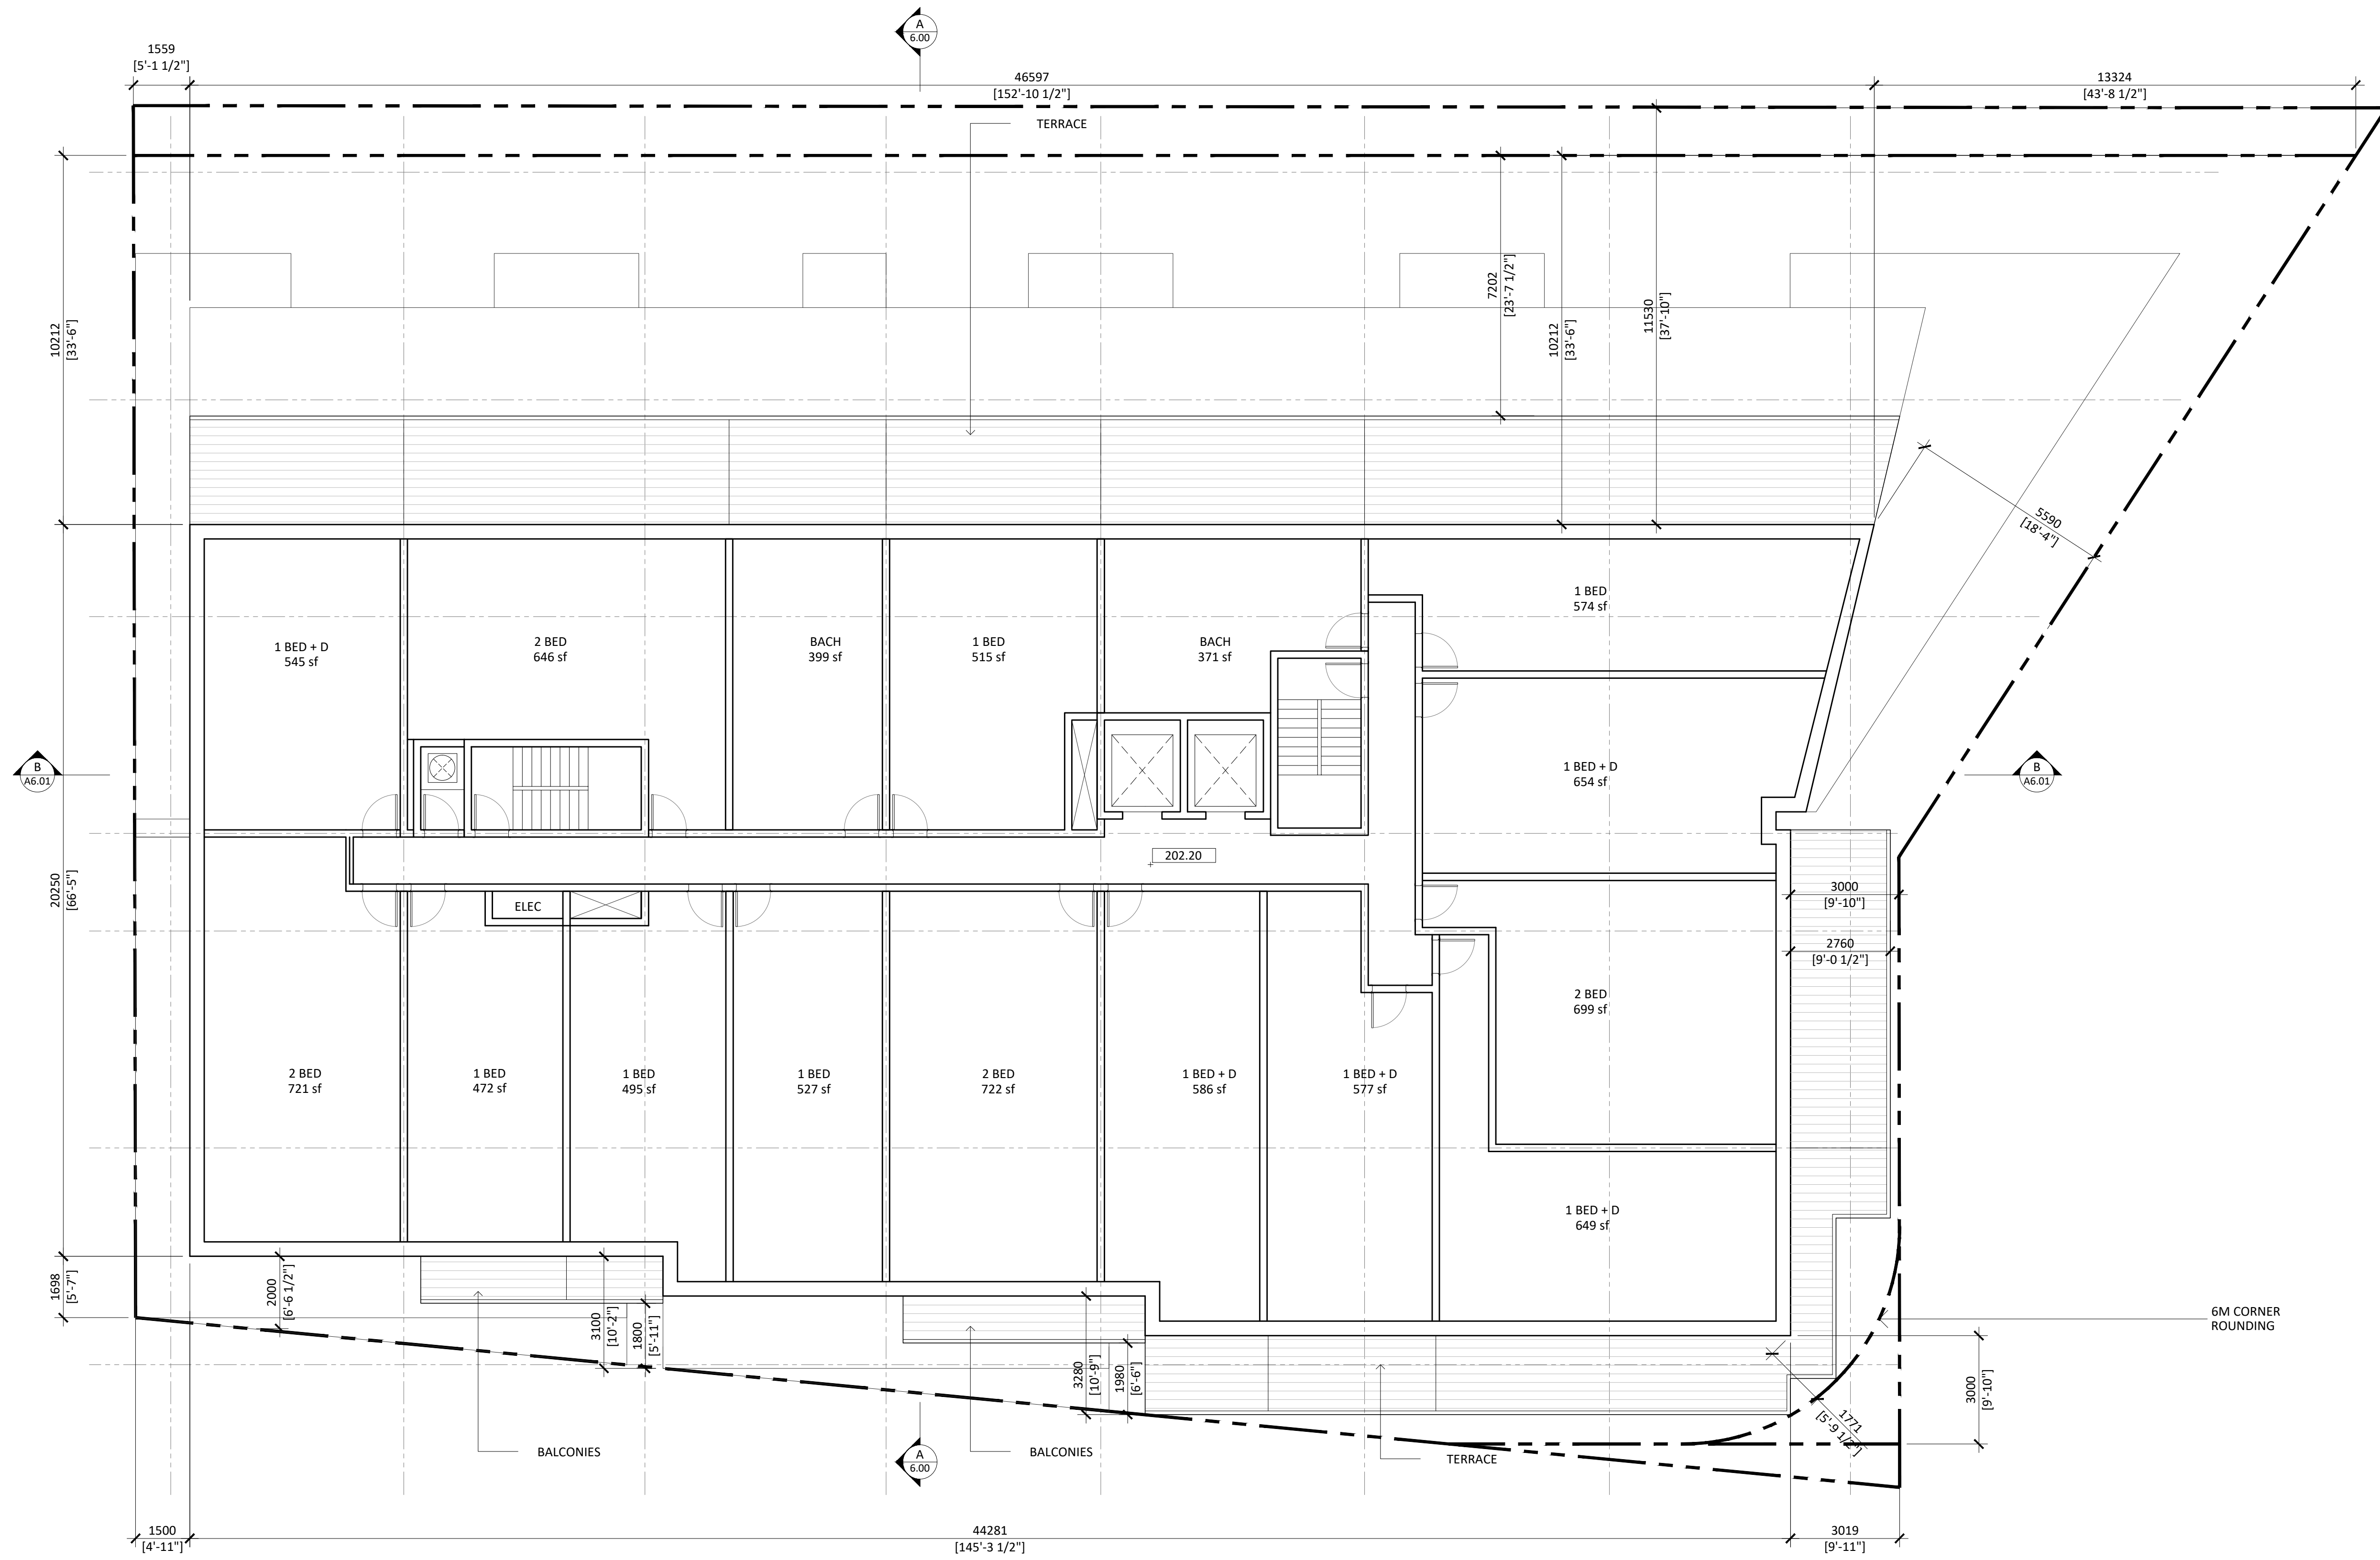 A
6.00
1559
[5'-1 1/2"]
46597
[152'-10 1/2"]
13324
[43'-8 1/2"]
TERRACE
10212
[33'-6"]
7202
[23'-7 1/2"]
10212
[33'-6"]
11530
[37'-10"]
5590
[18'-4"]
1 BED + D
545 sf
2 BED
646 sf
BACH
399 sf
1 BED
515 sf
BACH
371 sf
1 BED
574 sf
1 BED + D
654 sf
B
A6.01
B
A6.01
202.20
20250
[66'-5"]
ELEC
3000
[9'-10"]
2760
[9'-0 1/2"]
2 BED
699 sf
2 BED
721 sf
1 BED
472 sf
1 BED
495 sf
1 BED
527 sf
2 BED
722 sf
1 BED + D
586 sf
1 BED + D
577 sf
1 BED + D
649 sf
1698
[5'-7"]
2000
[6'-6 1/2"]
3100
[10'-2"]
1800
[5'-11"]
3280
[10'-9"]
1980
[6'-6"]
6M CORNER
ROUNDING
3000
[9'-10"]
1771
[5'-9 1/2"]
BALCONIES
A
6.00
BALCONIES
TERRACE
1500
[4'-11"]
44281
[145'-3 1/2"]
3019
[9'-11"]